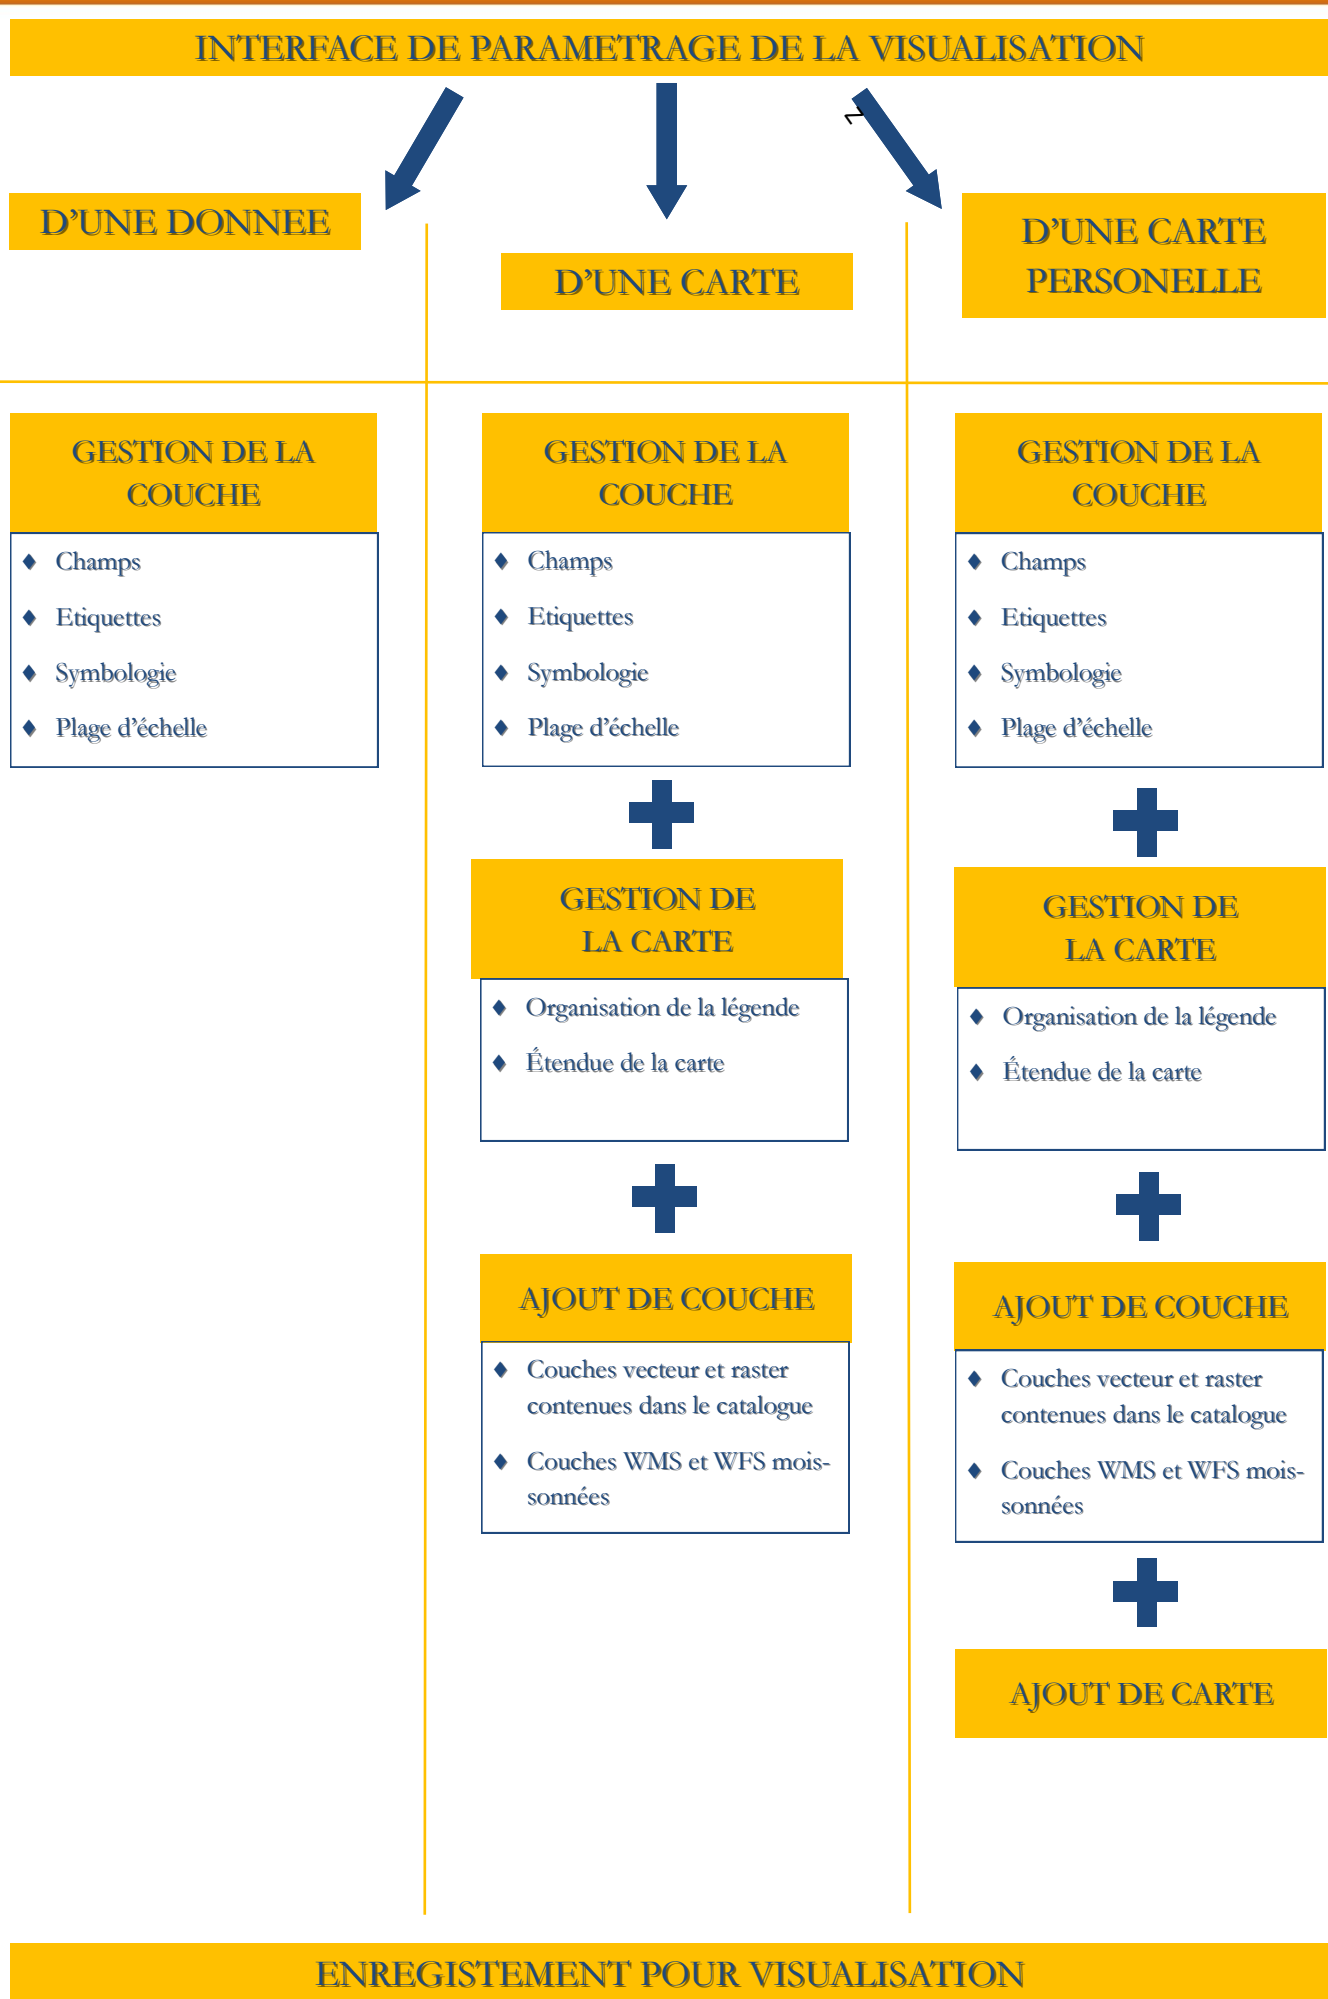 INTERFACE DE PARAMETRAGE DE LA VISUALISATION
Z
D’UNE DONNEE
D’UNE CARTE
D’UNE CARTE
PERSONELLE
GESTION DE LA
COUCHE
♦ Champs
♦ Etiquettes
♦ Symbologie
♦ Plage d’échelle
GESTION DE LA
COUCHE
♦ Champs
♦ Etiquettes
♦ Symbologie
♦ Plage d’échelle
GESTION DE
LA CARTE
♦ Organisation de la légende
♦ Étendue de la carte
AJOUT DE COUCHE
♦ Couches vecteur et raster
contenues dans le catalogue
♦ Couches WMS et WFS mois-
sonnées
GESTION DE LA
COUCHE
♦ Champs
♦ Etiquettes
♦ Symbologie
♦ Plage d’échelle
GESTION DE
LA CARTE
♦ Organisation de la légende
♦ Étendue de la carte
AJOUT DE COUCHE
♦ Couches vecteur et raster
contenues dans le catalogue
♦ Couches WMS et WFS mois-
sonnées
AJOUT DE CARTE
ENREGISTEMENT POUR VISUALISATION